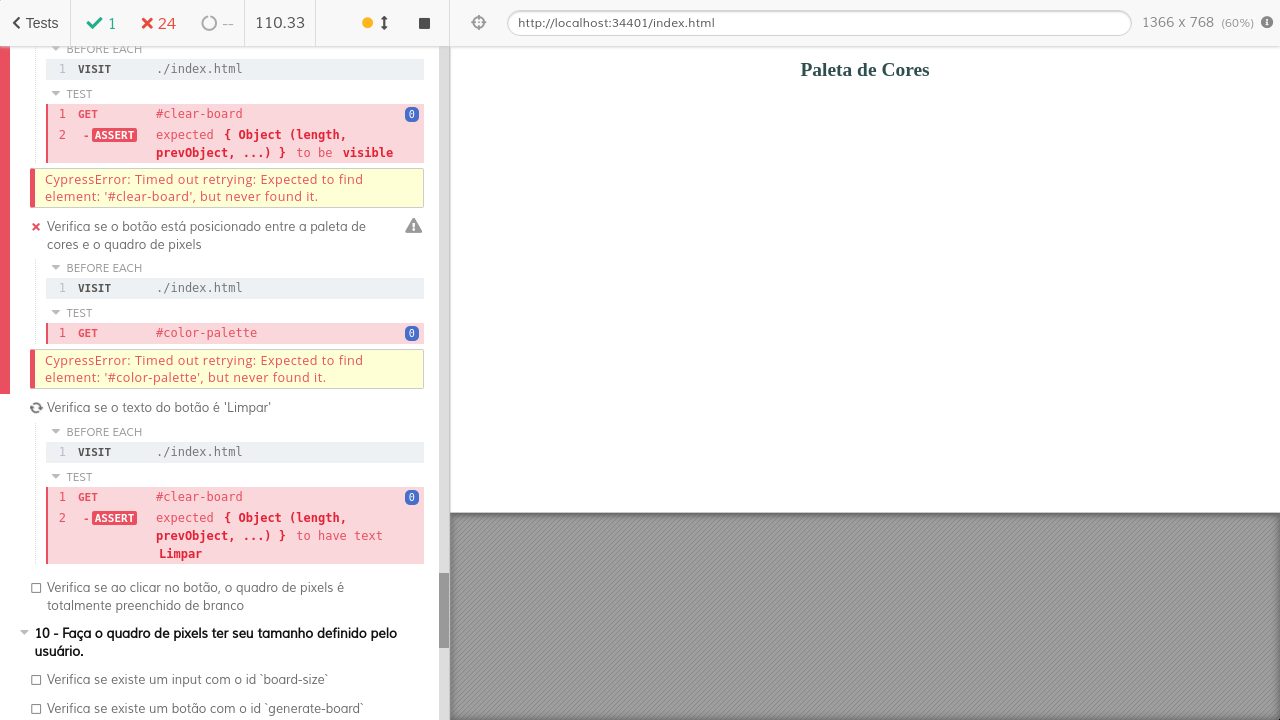 Tests
1
24
--
110.33
http://localhost:34401/index.html
1366 x 768 (60%)
BEFORE EACH
1 VISIT ./index.html
TEST
1 GET #clear-board 0
2 -ASSERT expected { Object (length,
prevObject, ...) } to be visible
CypressError: Timed out retrying: Expected to find
element: '#clear-board', but never found it.
Verifica se o botão está posicionado entre a paleta de
cores e o quadro de pixels
BEFORE EACH
1 VISIT ./index.html
TEST
1 GET #color-palette 0
CypressError: Timed out retrying: Expected to find
element: '#color-palette', but never found it.
Verifica se o texto do botão é 'Limpar'
BEFORE EACH
1 VISIT ./index.html
TEST
1 GET #clear-board 0
2 -ASSERT expected { Object (length,
prevObject, ...) } to have text
Limpar
Verifica se ao clicar no botão, o quadro de pixels é
totalmente preenchido de branco
10 - Faça o quadro de pixels ter seu tamanho definido pelo
usuário.
Verifica se existe um input com o id `board-size`
Verifica se existe um botão com o id `generate-board`
Paleta de Cores